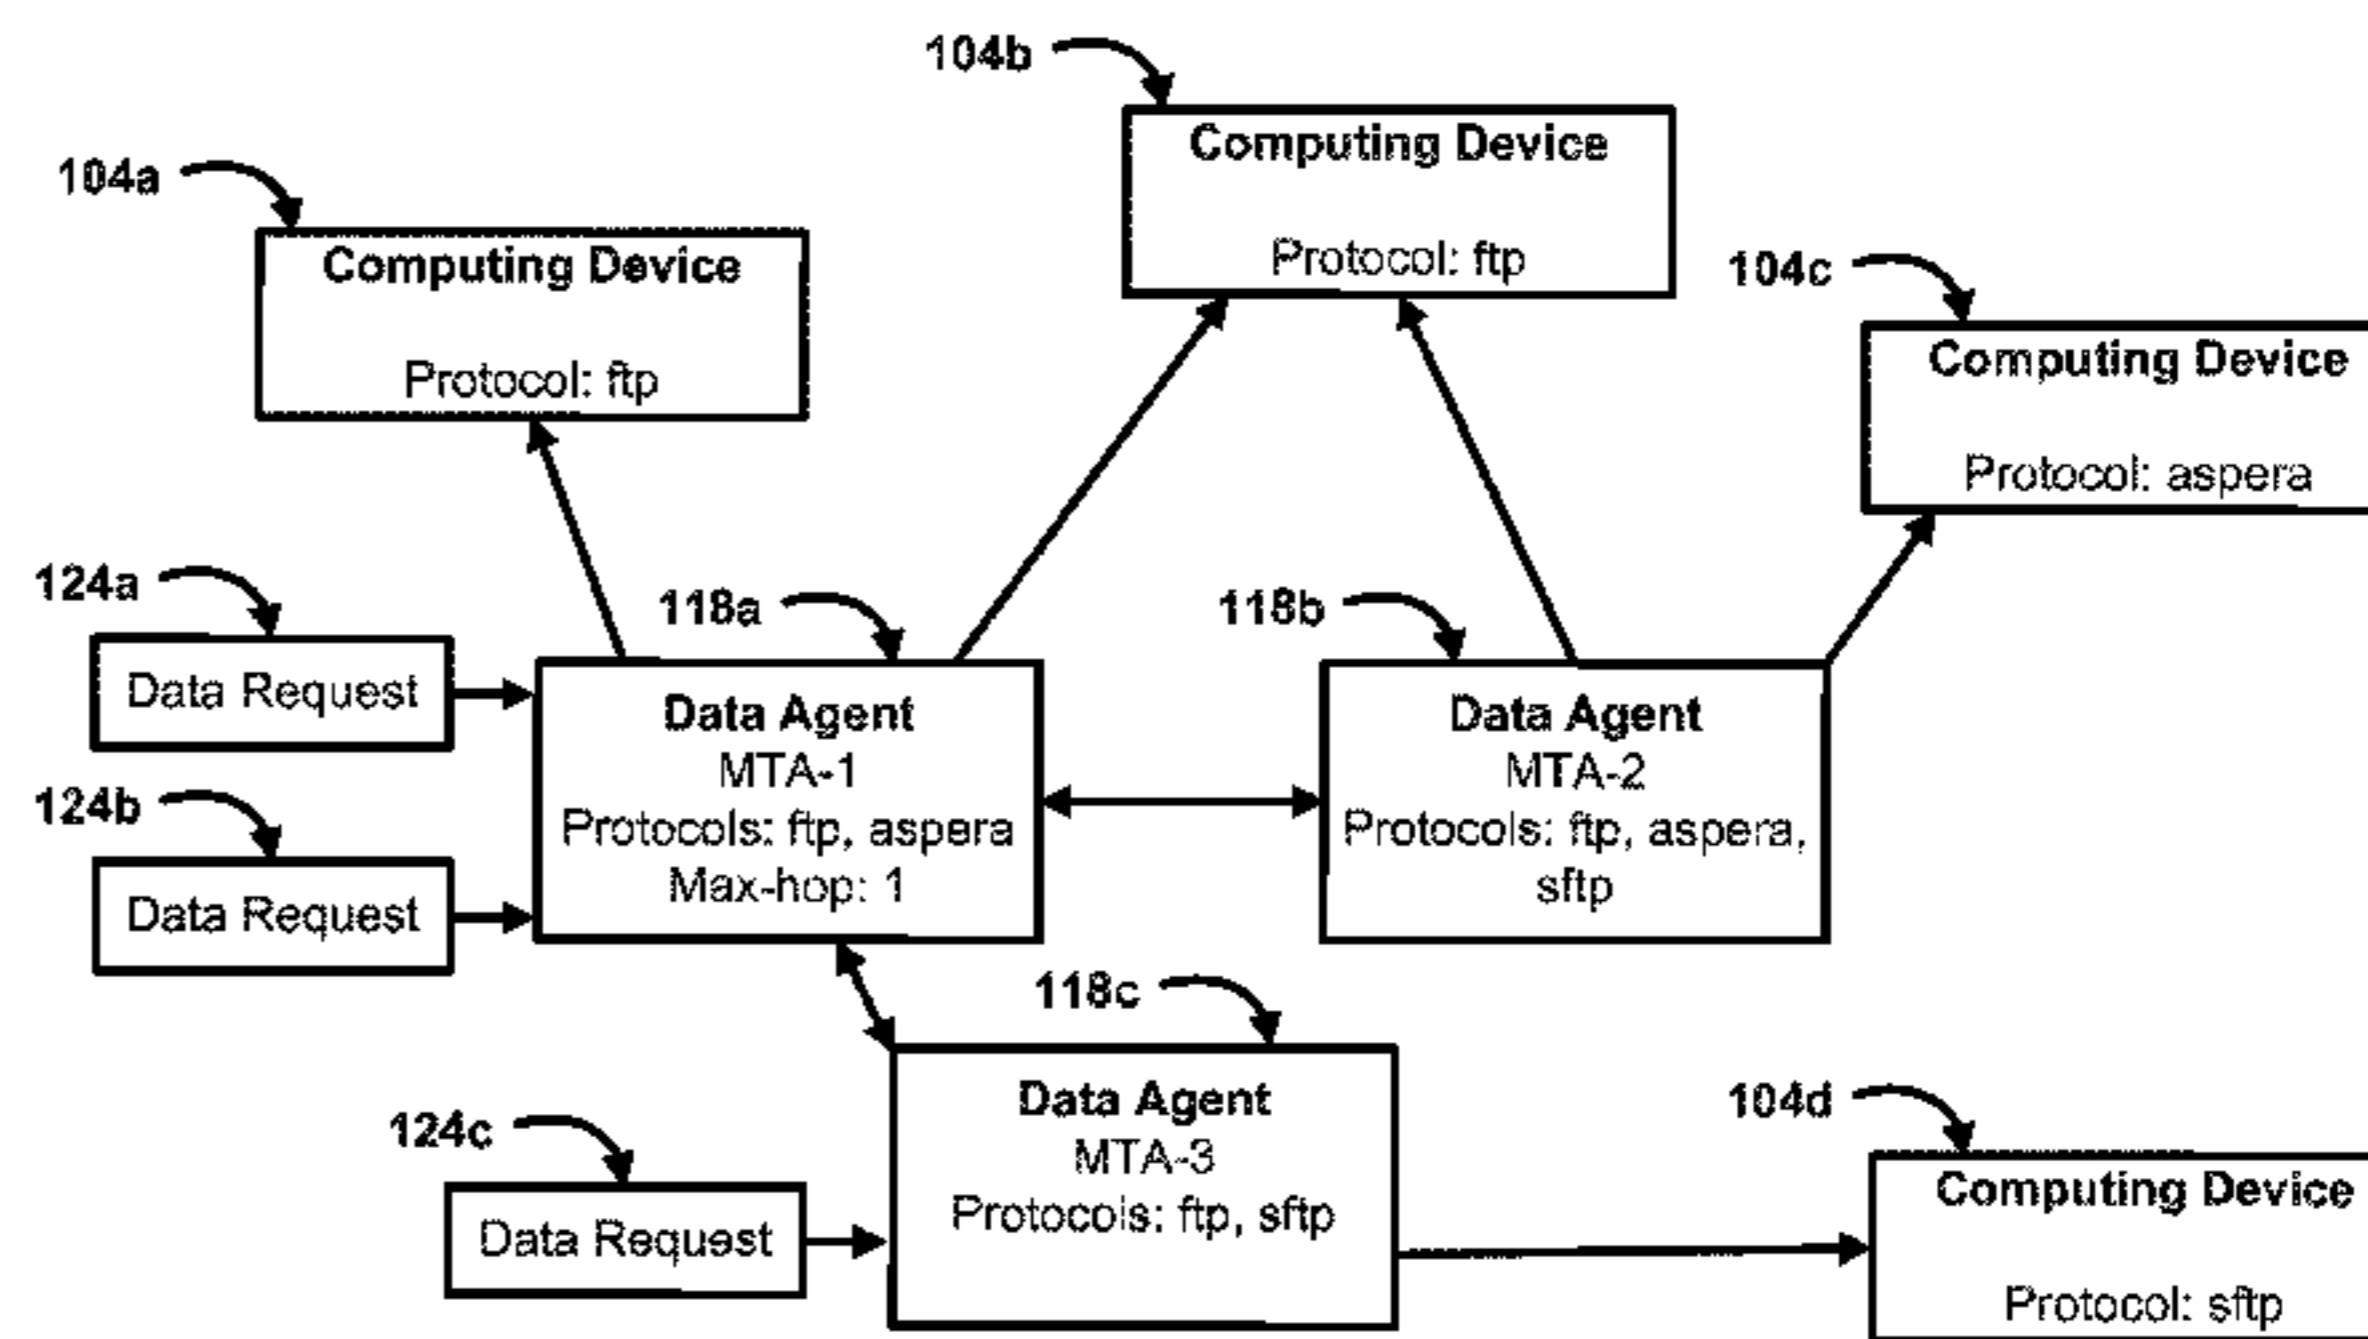 104b
Computing Device
Protocol: ftp
104a
Computing Device
Protocol: ftp
104c
Computing Device
Protocol: aspera
124a
Data Request
118a
Data Agent
MTA-1
Protocols: ftp, aspera
Max-hop: 1
118b
Data Agent
MTA-2
Protocols: ftp, aspera,
sftp
124b
Data Request
118c
Data Agent
MTA-3
Protocols: ftp, sftp
124c
Data Request
104d
Computing Device
Protocol: sftp